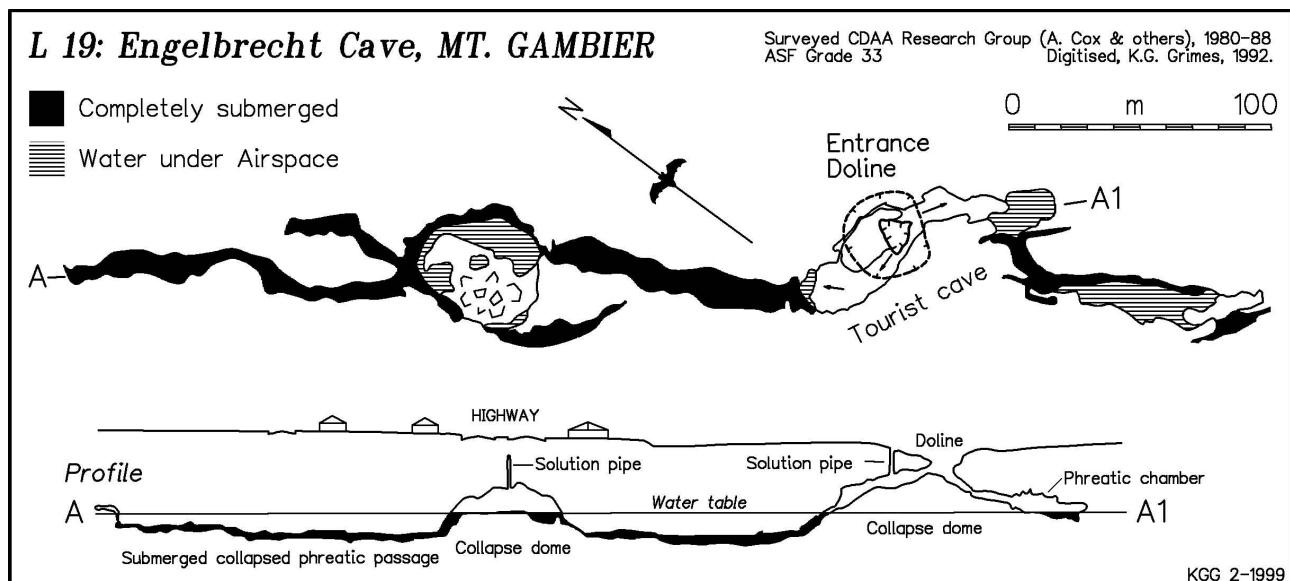 L 19: Engelbrecht Cave, MT. GAMBIER
Surveyed CDAA Research Group (A. Cox & others), 1980-88
ASF Grade 33 Digitised, K.G. Grimes, 1992.
Completely submerged
Water under Airspace
N
0 m 100
Entrance
Doline
A1
A
Tourist cave
HIGHWAY
Doline
Solution pipe
Solution pipe
Profile
Phreatic chamber
Water table
A
A1
Submerged collapsed phreatic passage
Collapse dome
Collapse dome
KGG 2-1999